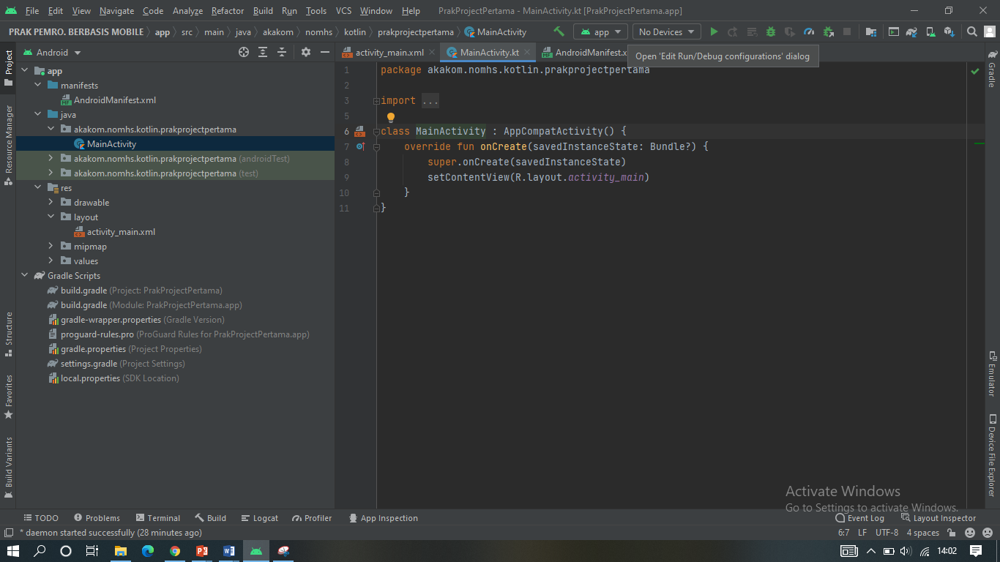 File Edit View Navigate Code Analyze Refactor Build Run Tools VCS Window Help PrakProjectPertama - MainActivity.kt [PrakProjectPertama.app]
PRAK PEMRO. BERBASIS MOBILE app src main java akakom nomhs kotlin prakprojectpertama MainActivity app No Devices
Android
activity_main.xml MainActivity.kt AndroidManifest.x
Open 'Edit Run/Debug configurations' dialog
Project
Resource Manager
Structure
Favorites
Build Variants
app
manifests
AndroidManifest.xml
java
akakom.nomhs.kotlin.prakprojectpertama
MainActivity
akakom.nomhs.kotlin.prakprojectpertama (androidTest)
akakom.nomhs.kotlin.prakprojectpertama (test)
res
drawable
layout
activity_main.xml
mipmap
values
Gradle Scripts
build.gradle (Project: PrakProjectPertama)
build.gradle (Module: PrakProjectPertama.app)
gradle-wrapper.properties (Gradle Version)
proguard-rules.pro (ProGuard Rules for PrakProjectPertama.app)
gradle.properties (Project Properties)
settings.gradle (Project Settings)
local.properties (SDK Location)
1 package akakom.nomhs.kotlin.prakprojectpertama
2
3 import ...
5
6 class MainActivity : AppCompatActivity() {
7 override fun onCreate(savedInstanceState: Bundle?) {
8 super.onCreate(savedInstanceState)
9 setContentView(R.layout.activity_main)
10 }
11 }
Gradle
Emulator
Device File Explorer
Activate Windows
Go to Settings to activate Windows.
TODO Problems Terminal Build Logcat Profiler App Inspection Event Log Layout Inspector
* daemon started successfully (28 minutes ago) 6:7 LF UTF-8 4 spaces
14:02